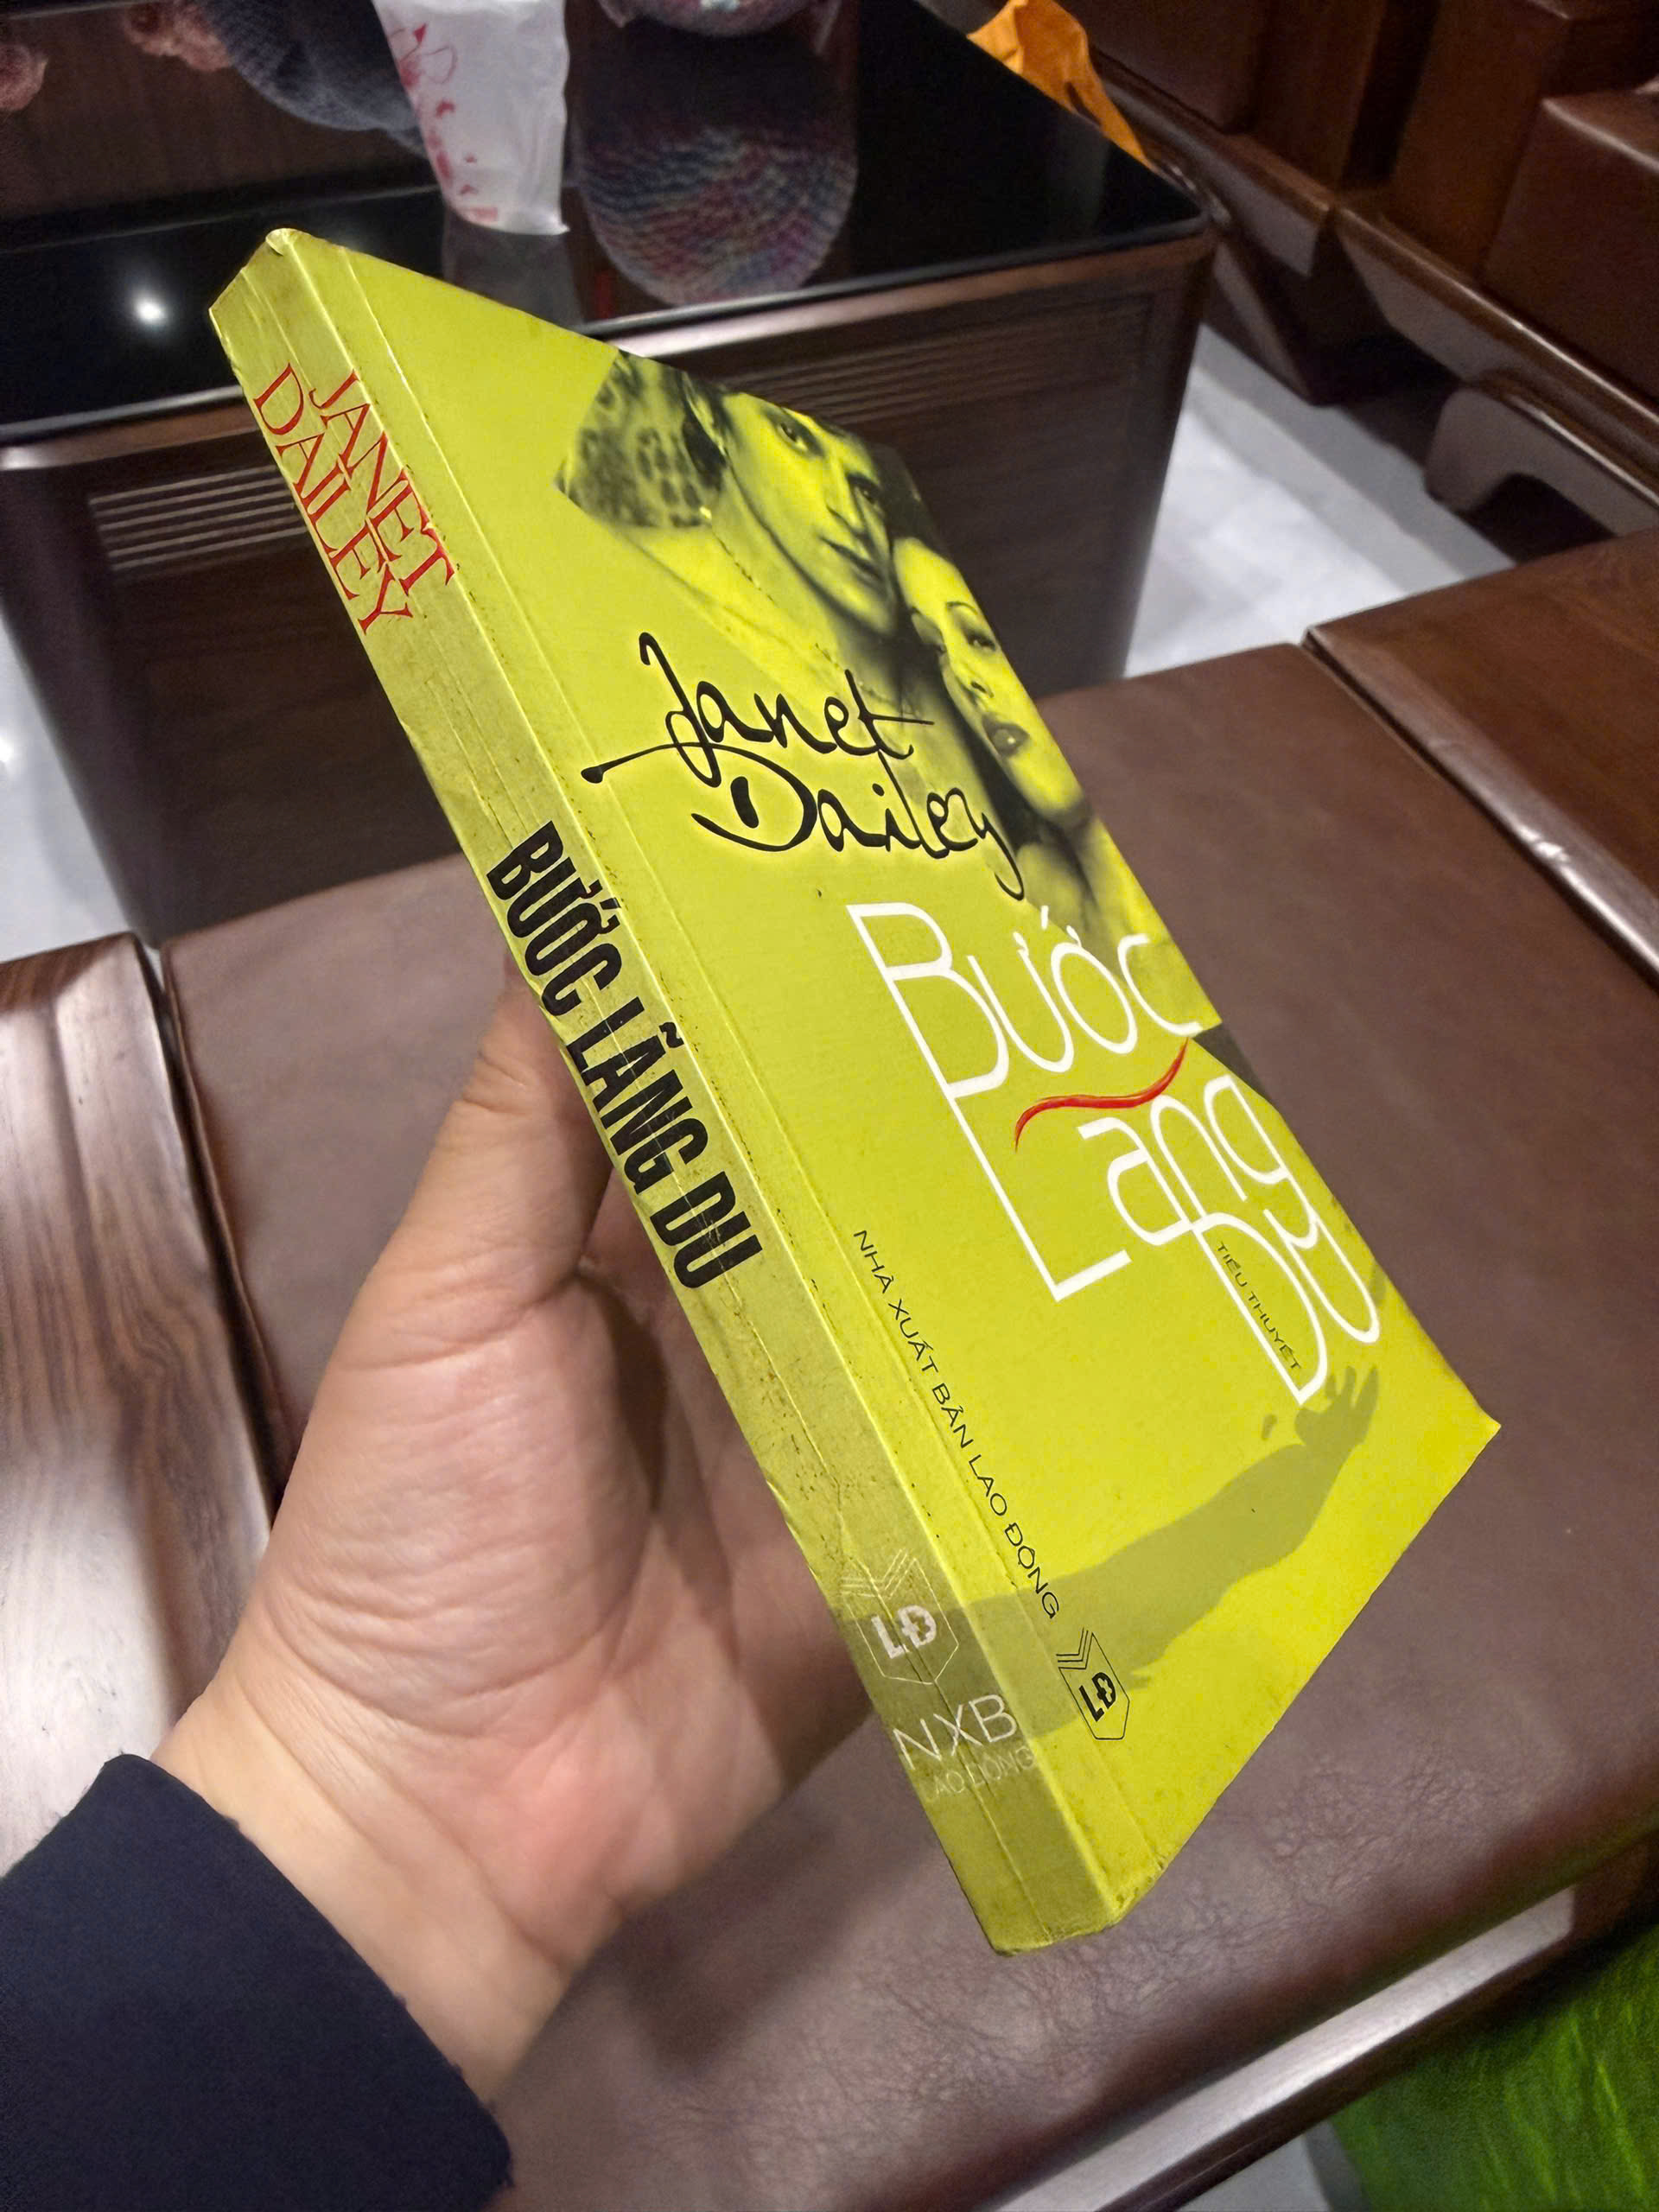 JANET
DAILEY
BƯỚC LÃNG DU
LĐ
NXB
LAO ĐỘNG
Janet
Dailey
Bước
Lãng
Du
TIỂU THUYẾT
NHÀ XUẤT BẢN LAO ĐỘNG
LĐ